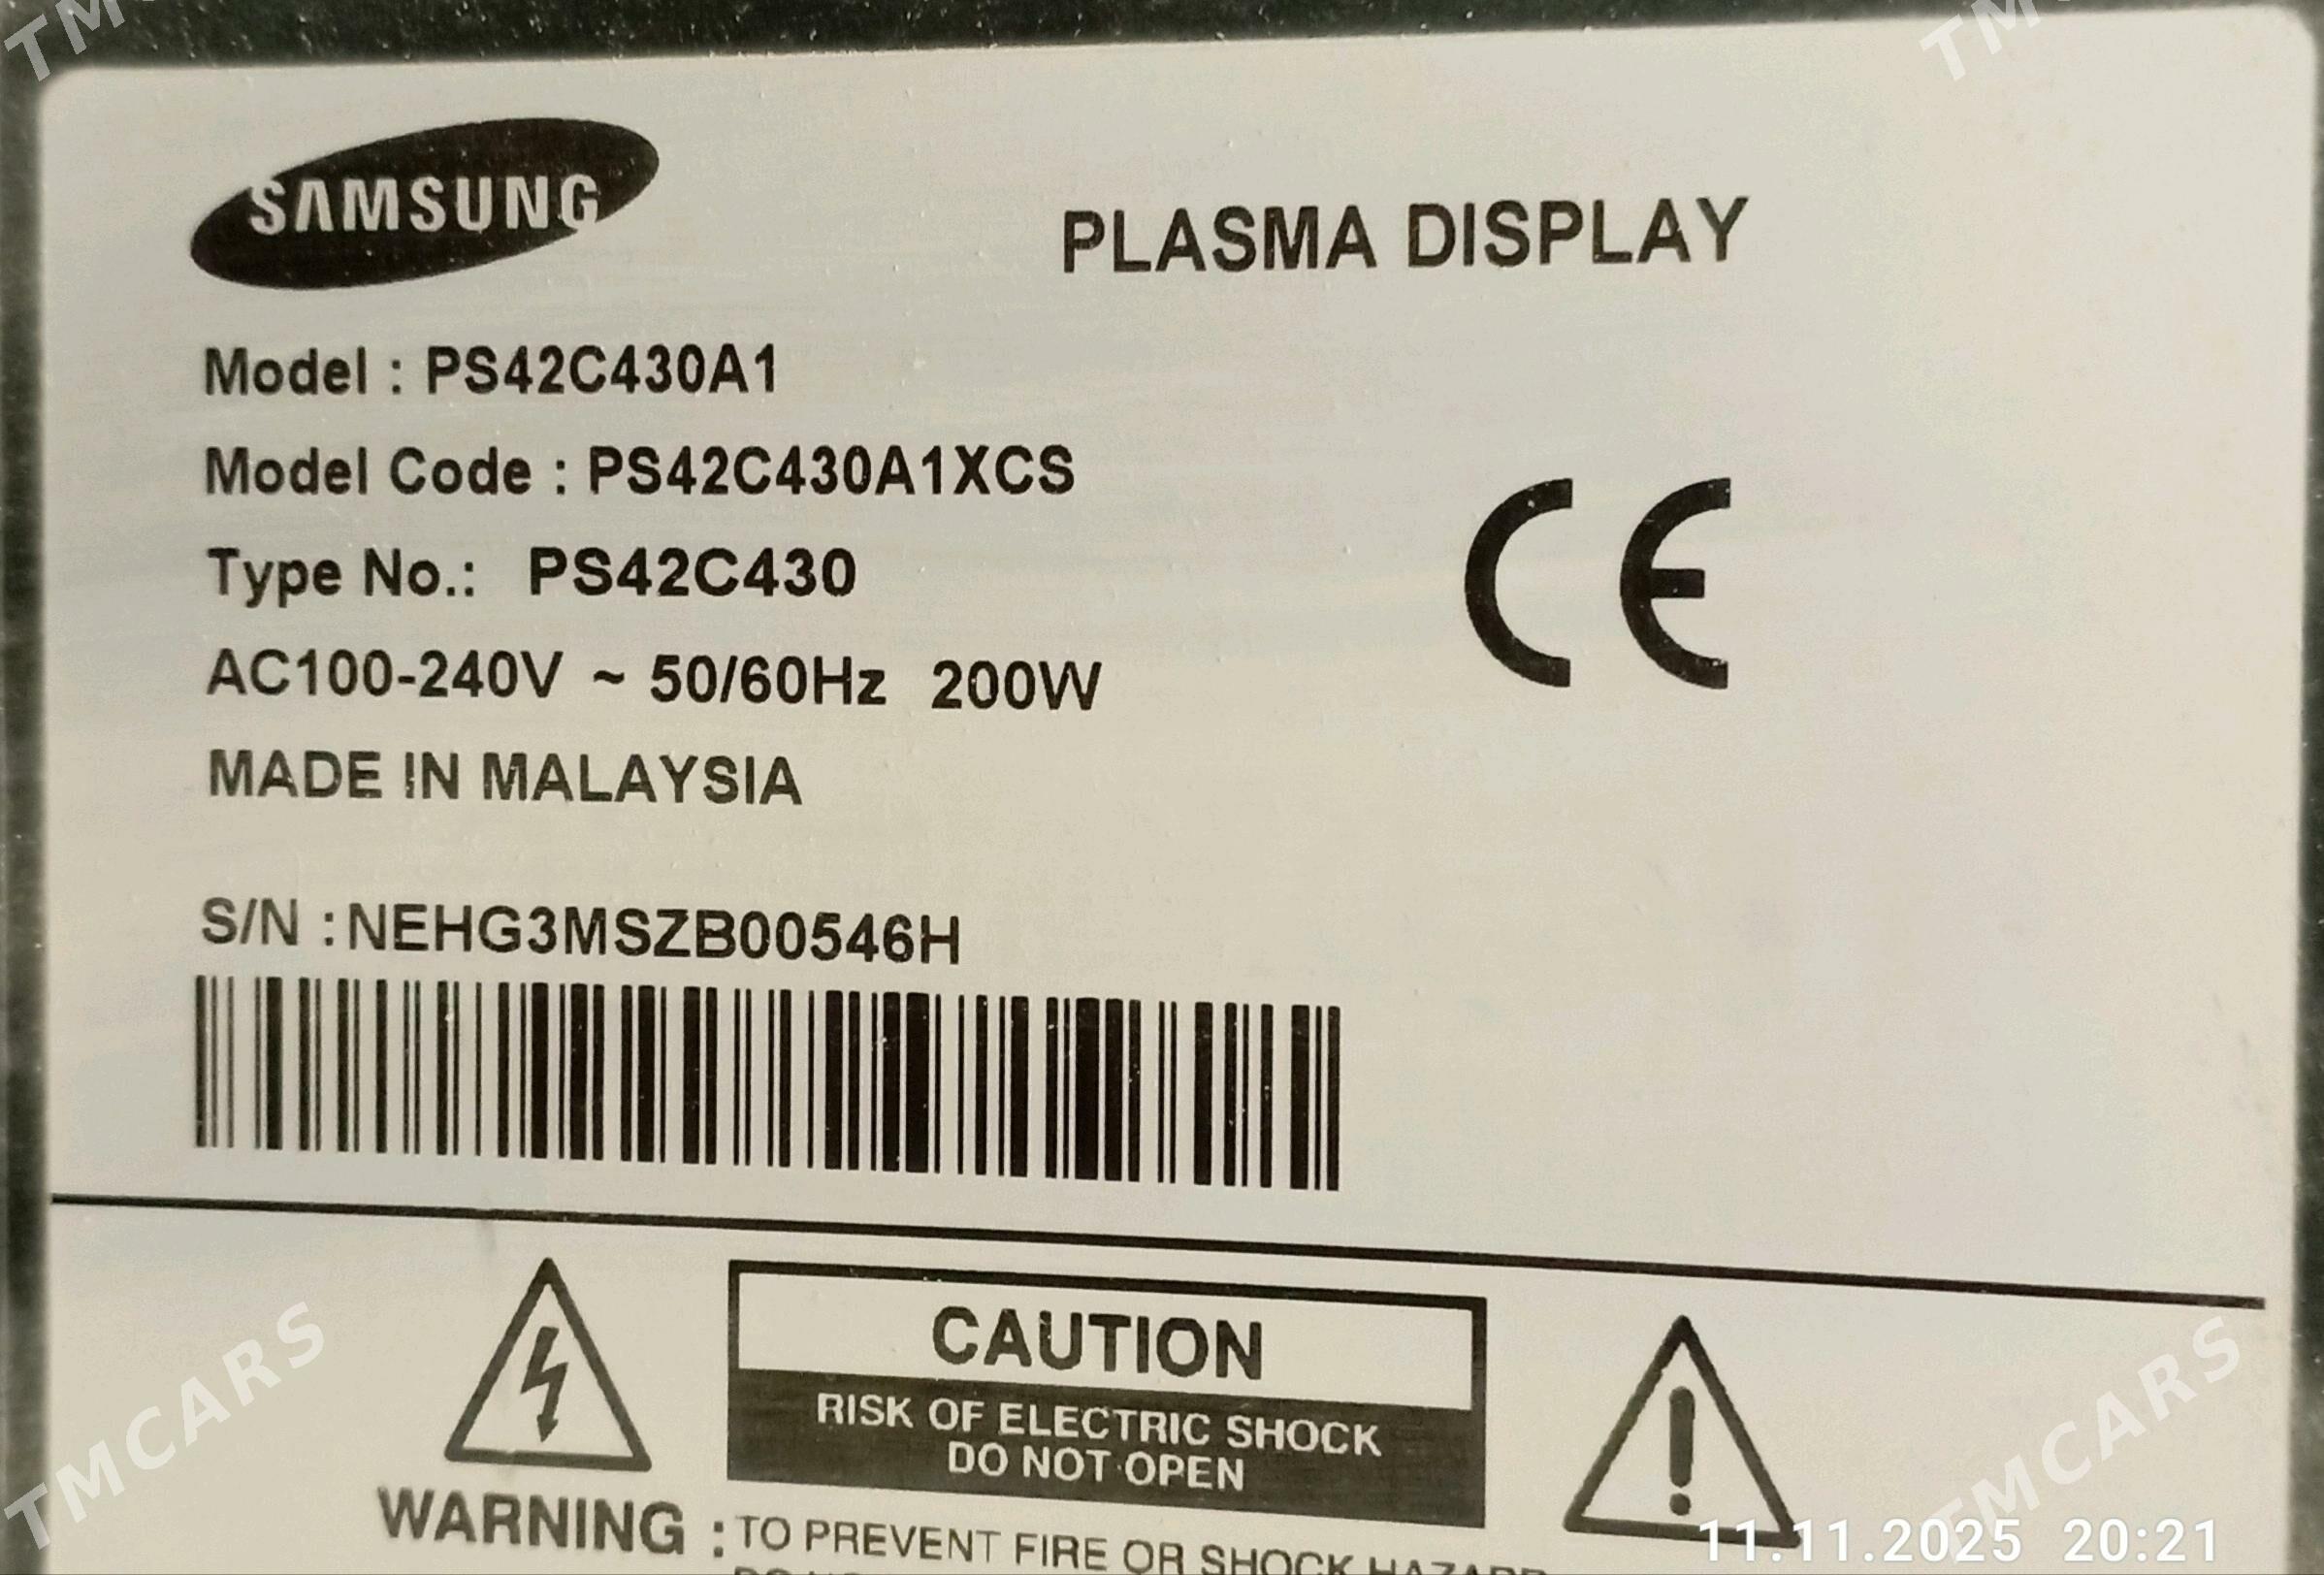 SAMSUNG
PLASMA DISPLAY
Model : PS42C430A1
Model Code : PS42C430A1XCS
Type No.: PS42C430
AC100-240V ~ 50/60Hz 200W
MADE IN MALAYSIA
CE
S/N :NEHG3MSZB00546H
CAUTION
RISK OF ELECTRIC SHOCK
DO NOT OPEN
WARNING : TO PREVENT FIRE OR SHOCK
11.11.2025 20:21
TMCARS
TMCARS